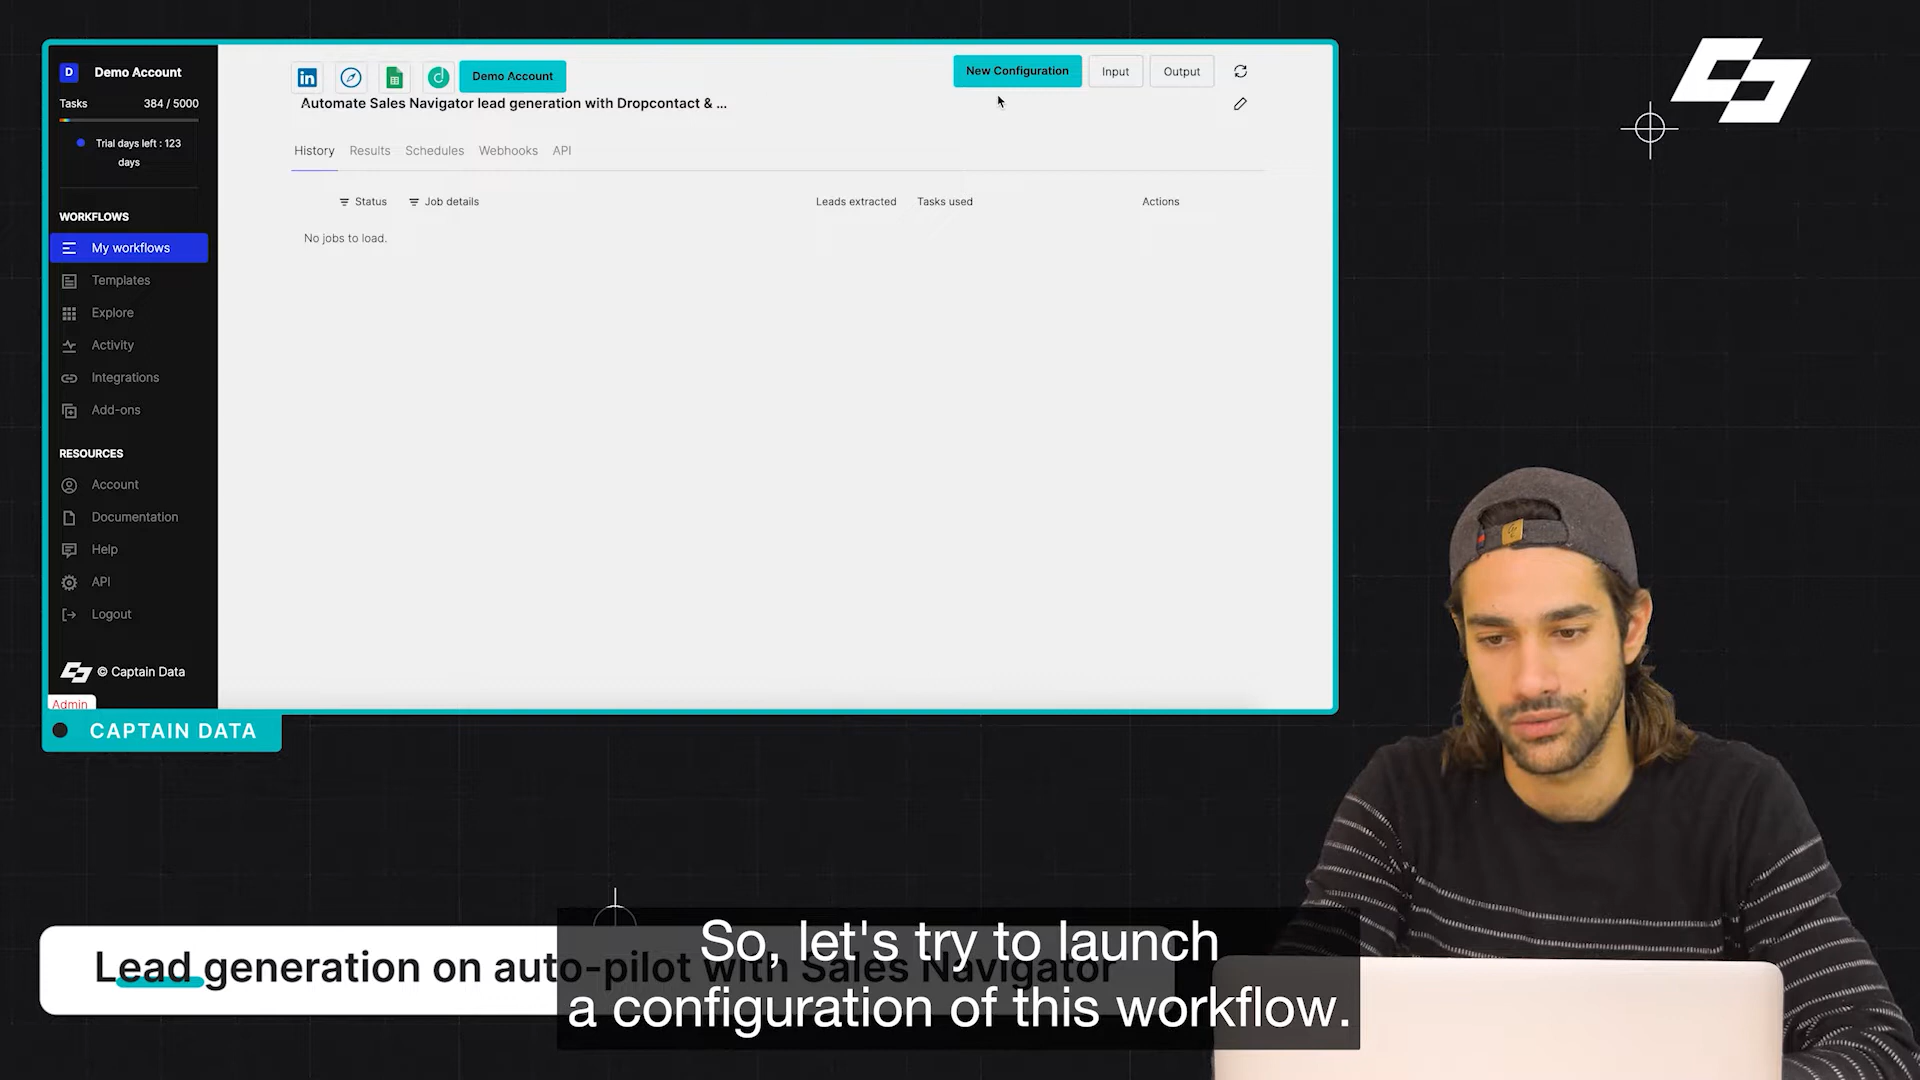 D Demo Account
Tasks 384 / 5000
Trial days left : 123
days
WORKFLOWS
My workflows
Templates
Explore
Activity
Integrations
Add-ons
RESOURCES
Account
Documentation
Help
API
Logout
© Captain Data
Admin
in Demo Account
New Configuration Input Output
Automate Sales Navigator lead generation with Dropcontact & ...
History Results Schedules Webhooks API
Status Job details Leads extracted Tasks used Actions
No jobs to load.
CAPTAIN DATA
Lead generation on auto-pilot with Sales Navigator
So, let's try to launch
a configuration of this workflow.